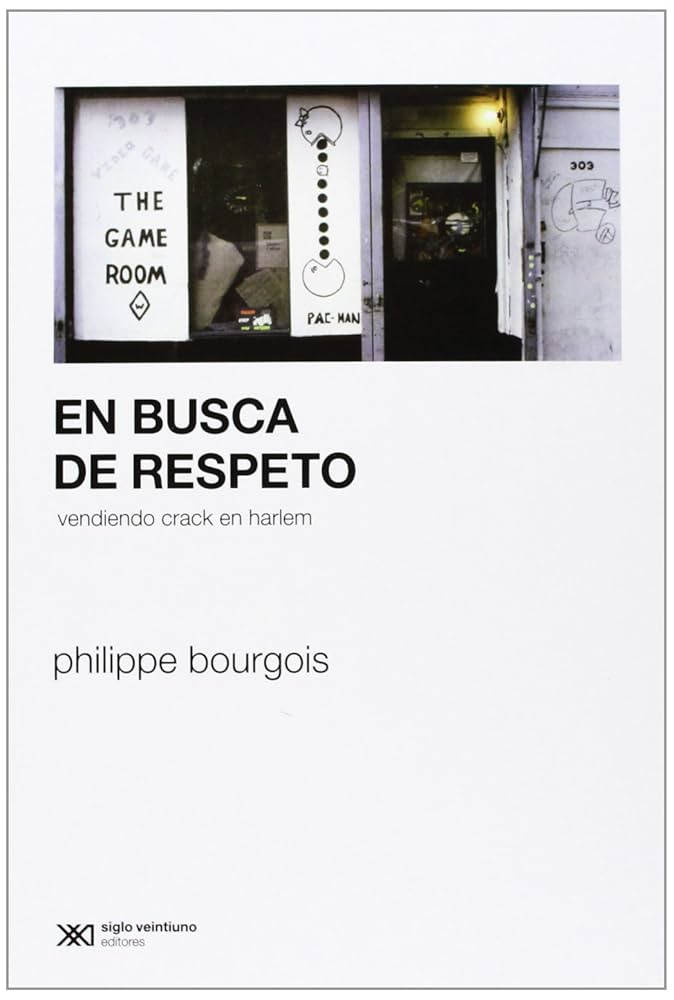 303
VIDEO GAME
THE
GAME
ROOM
W
PAC-MAN
303
EN BUSCA
DE RESPETO
vendiendo crack en harlem
philippe bourgois
siglo veintiuno
editores